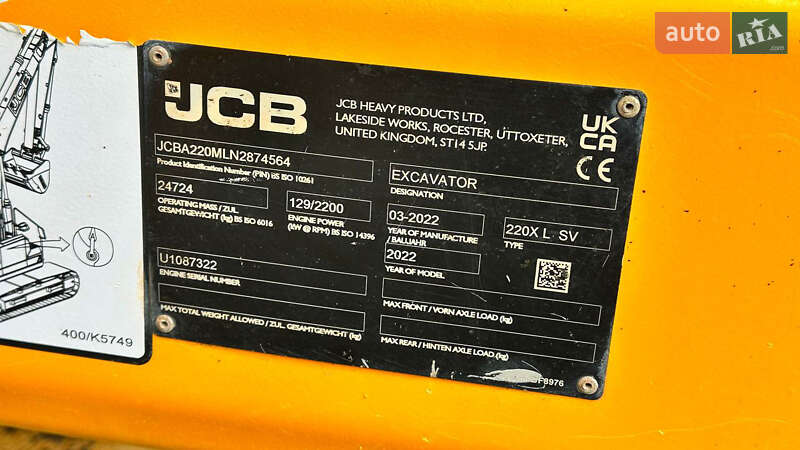 auto RIA
JCB
JCB HEAVY PRODUCTS LTD,
LAKESIDE WORKS, ROCESTER, UTTOXETER,
UNITED KINGDOM, ST14 5JP.
UK
CA
CE
JCBA220MLN2874564
Product Identification Number (PIN) BS ISO 10261
EXCAVATOR
DESIGNATION
24724
OPERATING MASS / ZUL.
GESAMTGEWICHT (kg) BS ISO 6016
129/2200
ENGINE POWER
(kW @ RPM) BS ISO 14396
03-2022
YEAR OF MANUFACTURE
/ BAUJAHR
220X L SV
TYPE
U1087322
ENGINE SERIAL NUMBER
2022
YEAR OF MODEL
MAX FRONT / VORN AXLE LOAD (kg)
MAX TOTAL WEIGHT ALLOWED / ZUL. GESAMTGEWICHT (kg)
MAX REAR / HINTEN AXLE LOAD (kg)
400/K5749